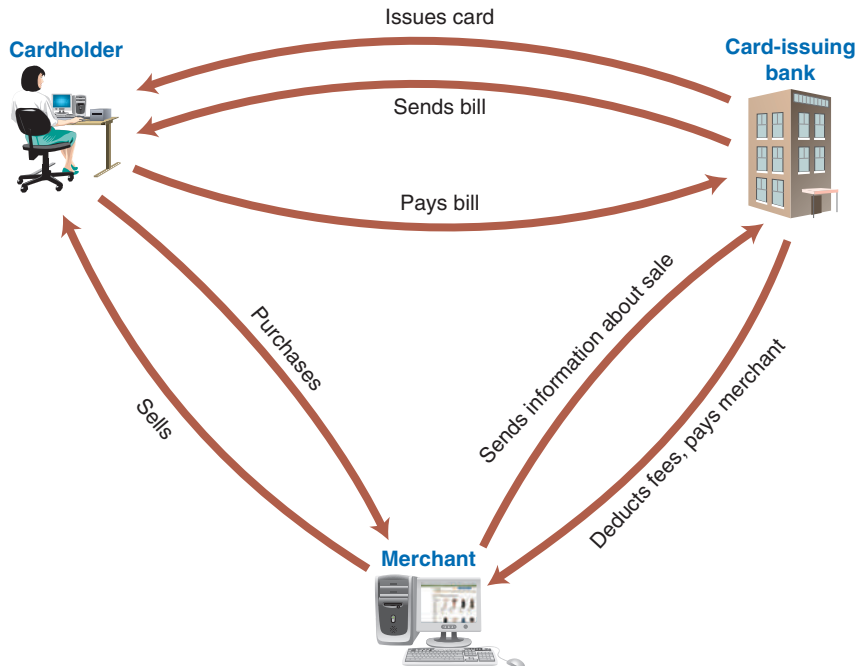 Issues card
Cardholder
Card-issuing
bank
Sends bill
Pays bill
Purchases
Sells
Sends information about sale
Deducts fees, pays merchant
Merchant